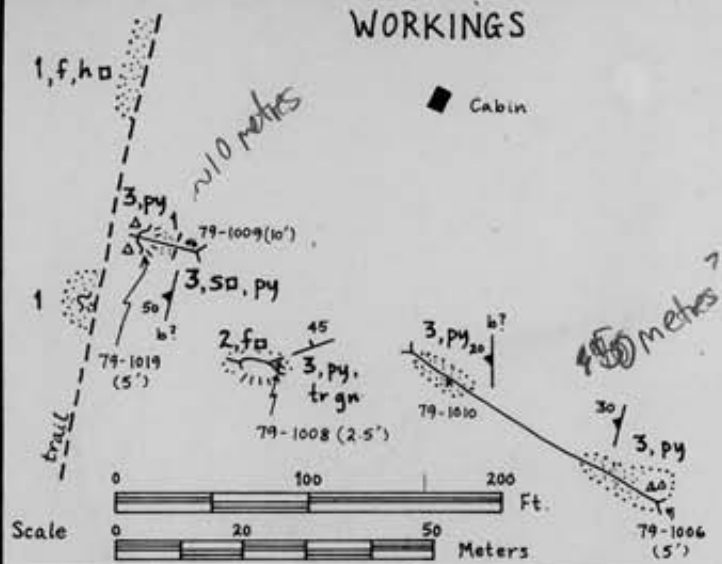 WORKINGS
1, f, h □
Cabin
~10 metres
3, py
1
79-1009 (10')
3, s□, py
1
50
b?
79-1019
(5')
2, f□
45
3, py,
tr gn
79-1008 (2.5')
3, py
20
b?
79-1010
metres ?
30
3, py
79-1006
(5')
trail
0 100 200
Ft.
Scale
0 20 50
Meters